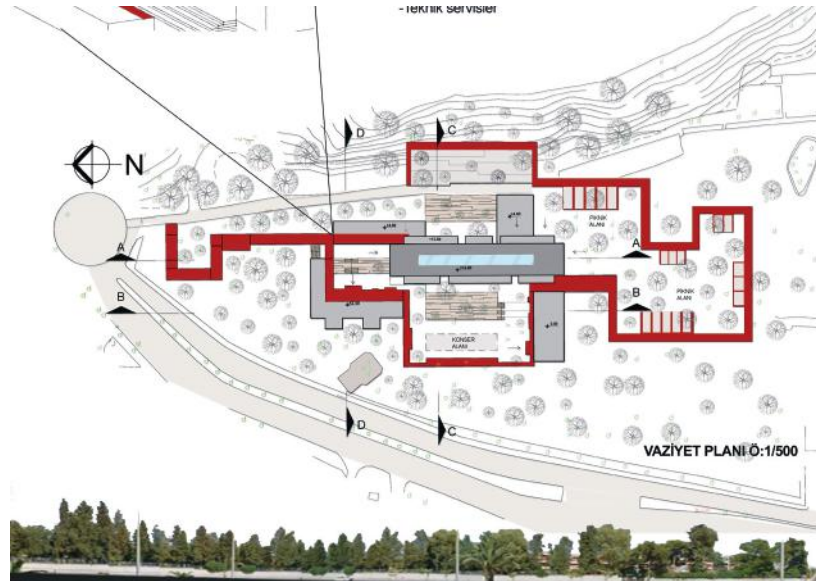 -Teknik servisler
D
C
N
A
B
PİKNİK
ALANI
A
PİKNİK
ALANI
B
KONSER
ALANI
D
C
VAZİYET PLANI Ö:1/500